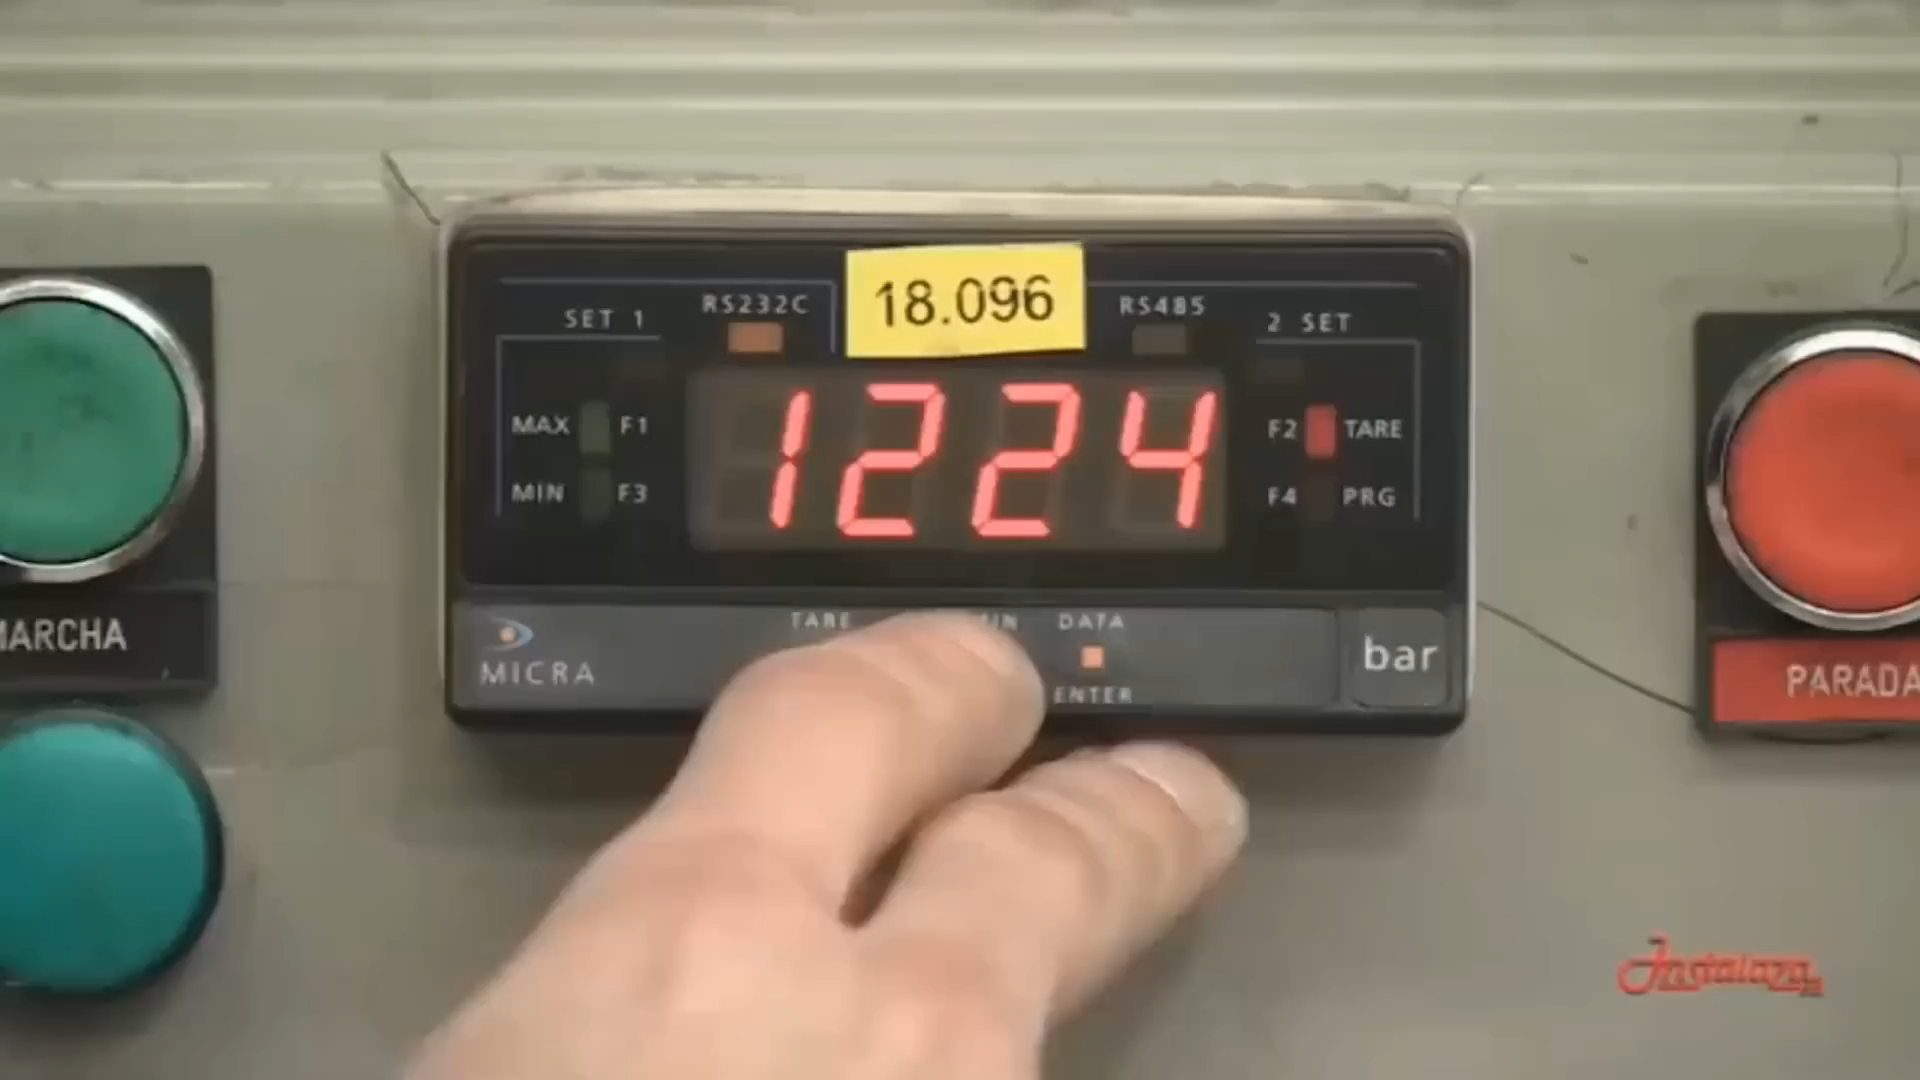 18.096
SET 1
RS232C
RS485
2 SET
MAX F1
MIN F3
1224
F2 TARE
F4 PRG
MARCHA
TARE
DATA
MICRA
ENTER
bar
PARADA
Instalaza